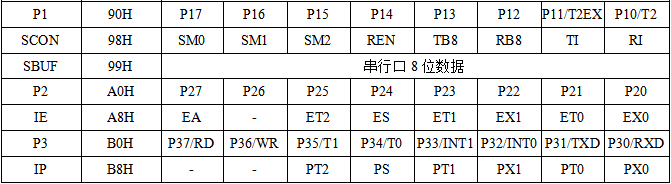 P1 90H P17 P16 P15 P14 P13 P12 P11/T2EX P10/T2
SCON 98H SM0 SM1 SM2 REN TB8 RB8 TI RI
SBUF 99H 串行口 8 位数据
P2 A0H P27 P26 P25 P24 P23 P22 P21 P20
IE A8H EA - ET2 ES ET1 EX1 ET0 EX0
P3 B0H P37/RD P36/WR P35/T1 P34/T0 P33/INT1 P32/INT0 P31/TXD P30/RXD
IP B8H - - PT2 PS PT1 PX1 PT0 PX0